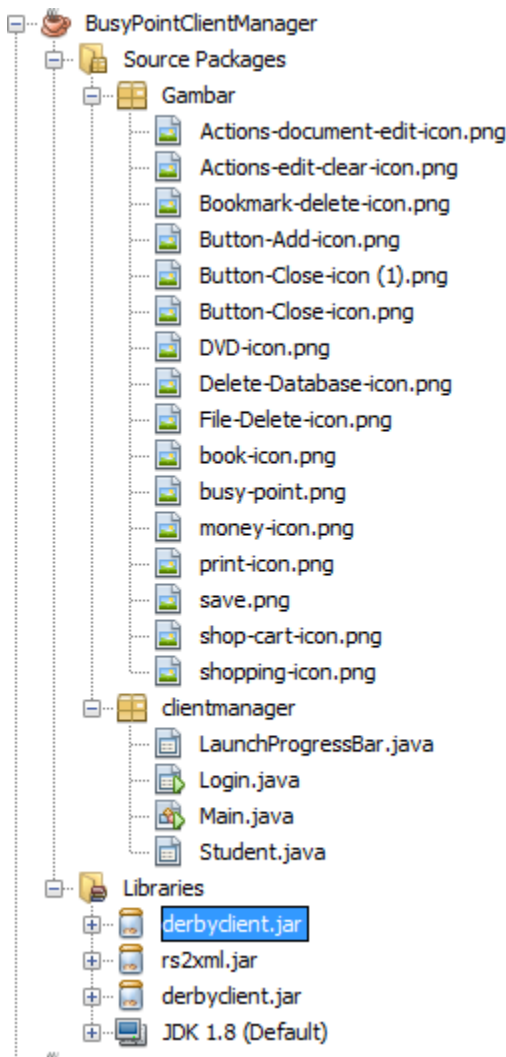 BusyPointClientManager
Source Packages
Gambar
Actions-document-edit-icon.png
Actions-edit-clear-icon.png
Bookmark-delete-icon.png
Button-Add-icon.png
Button-Close-icon (1).png
Button-Close-icon.png
DVD-icon.png
Delete-Database-icon.png
File-Delete-icon.png
book-icon.png
busy-point.png
money-icon.png
print-icon.png
save.png
shop-cart-icon.png
shopping-icon.png
clientmanager
LaunchProgressBar.java
Login.java
Main.java
Student.java
Libraries
derbyclient.jar
rs2xml.jar
derbyclient.jar
JDK 1.8 (Default)